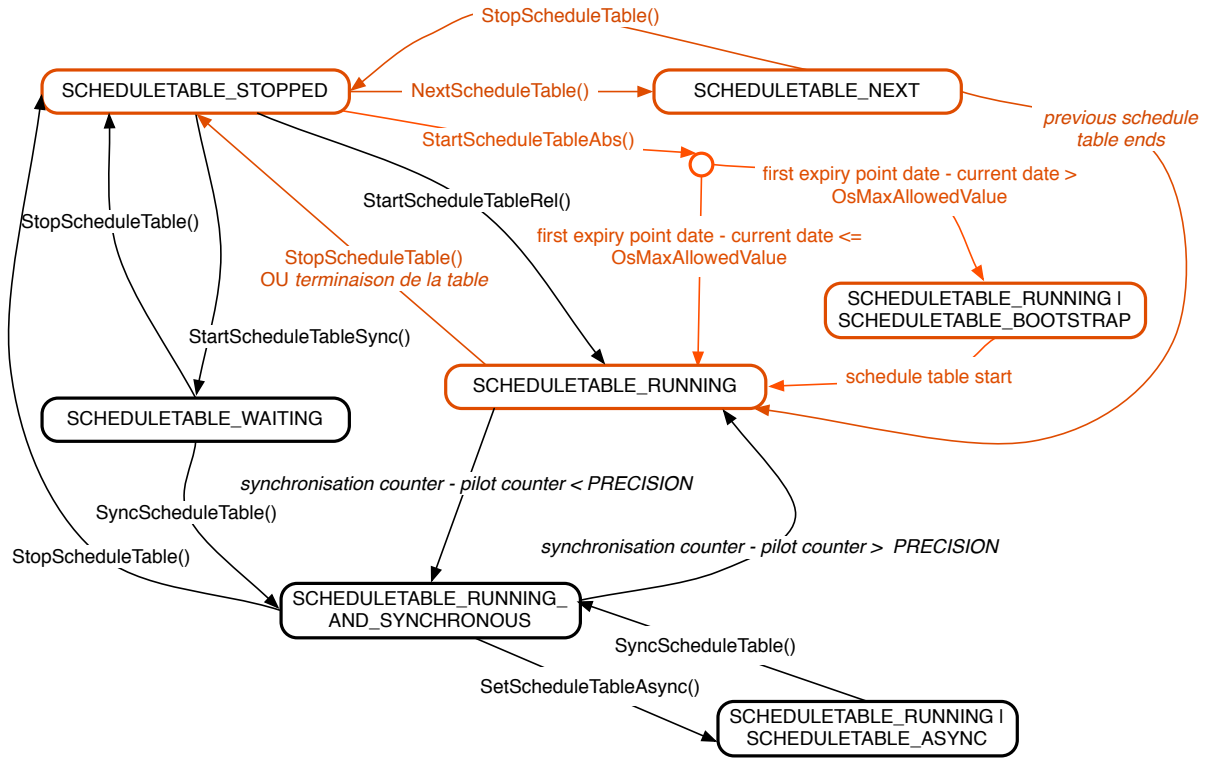 StopScheduleTable()
SCHEDULETABLE_STOPPED
NextScheduleTable()
SCHEDULETABLE_NEXT
previous schedule
table ends
StartScheduleTableAbs()
first expiry point date - current date >
OsMaxAllowedValue
StartScheduleTableRel()
StopScheduleTable()
first expiry point date - current date <=
OsMaxAllowedValue
StopScheduleTable()
OU terminaison de la table
SCHEDULETABLE_RUNNING |
SCHEDULETABLE_BOOTSTRAP
StartScheduleTableSync()
schedule table start
SCHEDULETABLE_RUNNING
SCHEDULETABLE_WAITING
synchronisation counter - pilot counter < PRECISION
SyncScheduleTable()
StopScheduleTable()
synchronisation counter - pilot counter > PRECISION
SCHEDULETABLE_RUNNING_
AND_SYNCHRONOUS
SyncScheduleTable()
SetScheduleTableAsync()
SCHEDULETABLE_RUNNING |
SCHEDULETABLE_ASYNC